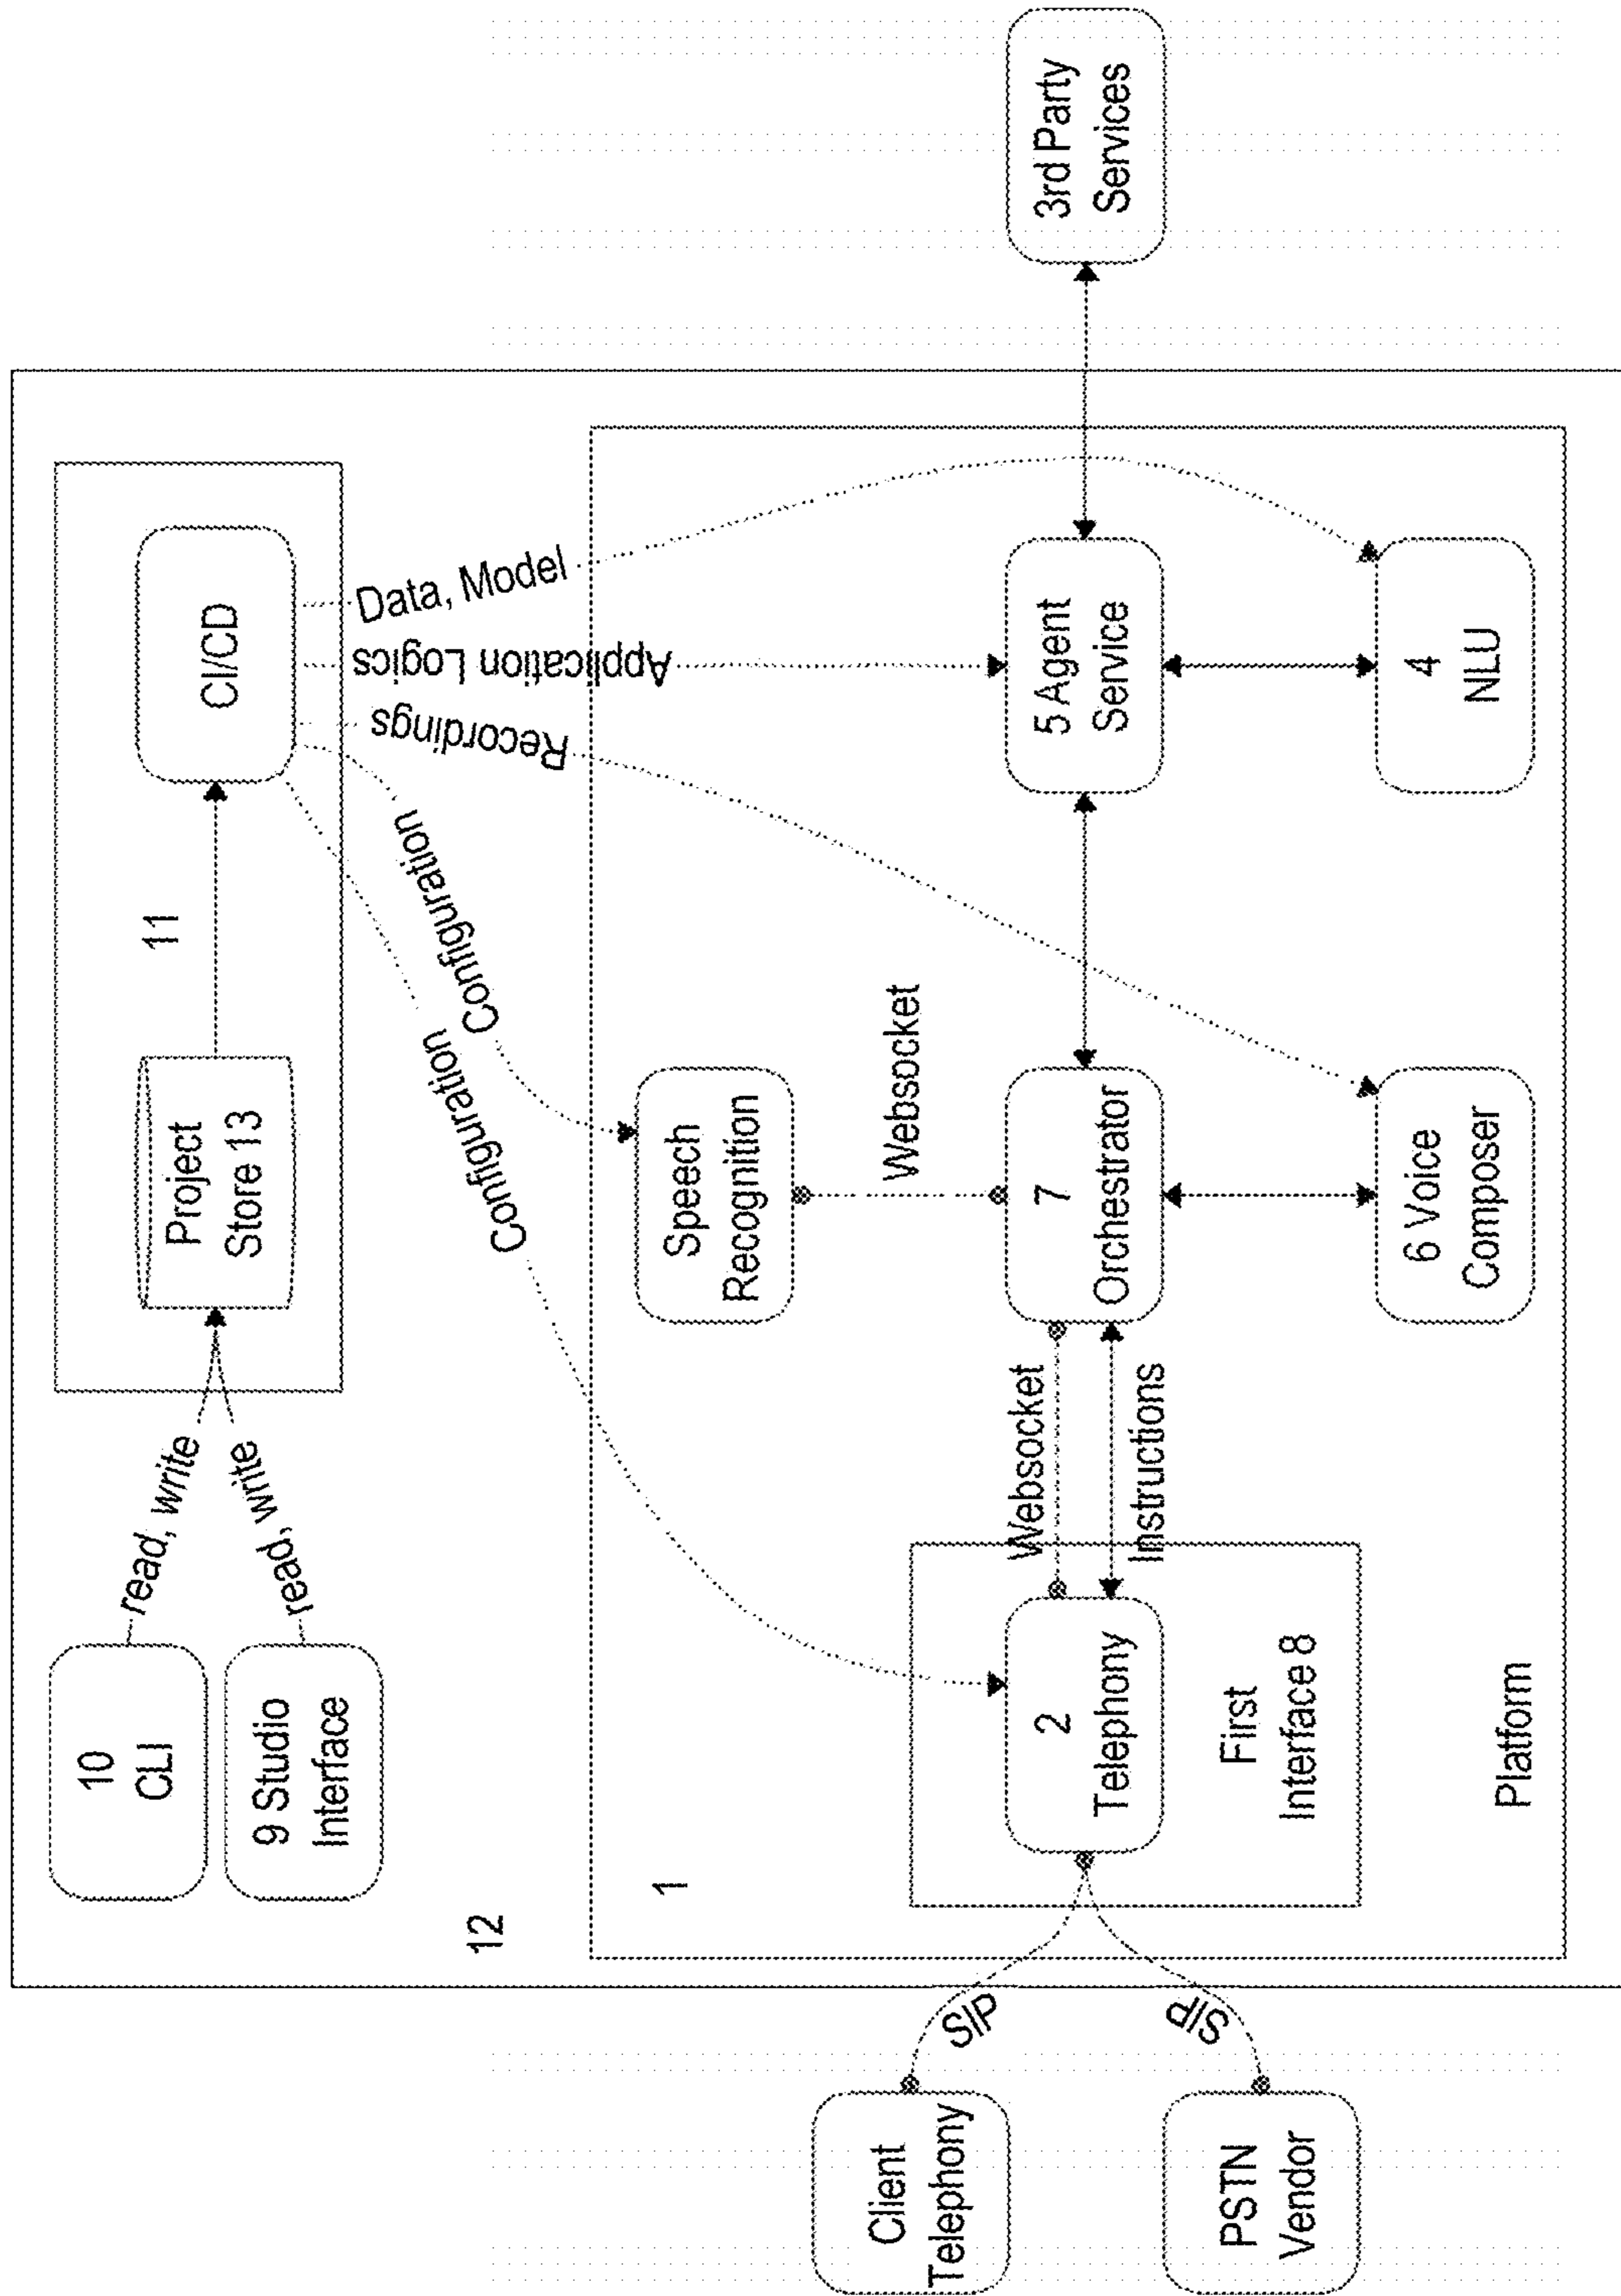 10
CLI
9 Studio
Interface
read, write
read, write
Project
Store 13
11
CI/CD
12
Configuration
Configuration
Recordings
Application Logics
Data, Model
1
Speech
Recognition
Websocket
Client
Telephony
PSTN
Vendor
SIP
SIP
2
Telephony
First
Interface 8
Websocket
Instructions
7
Orchestrator
5 Agent
Service
3rd Party
Services
6 Voice
Composer
4
NLU
Platform